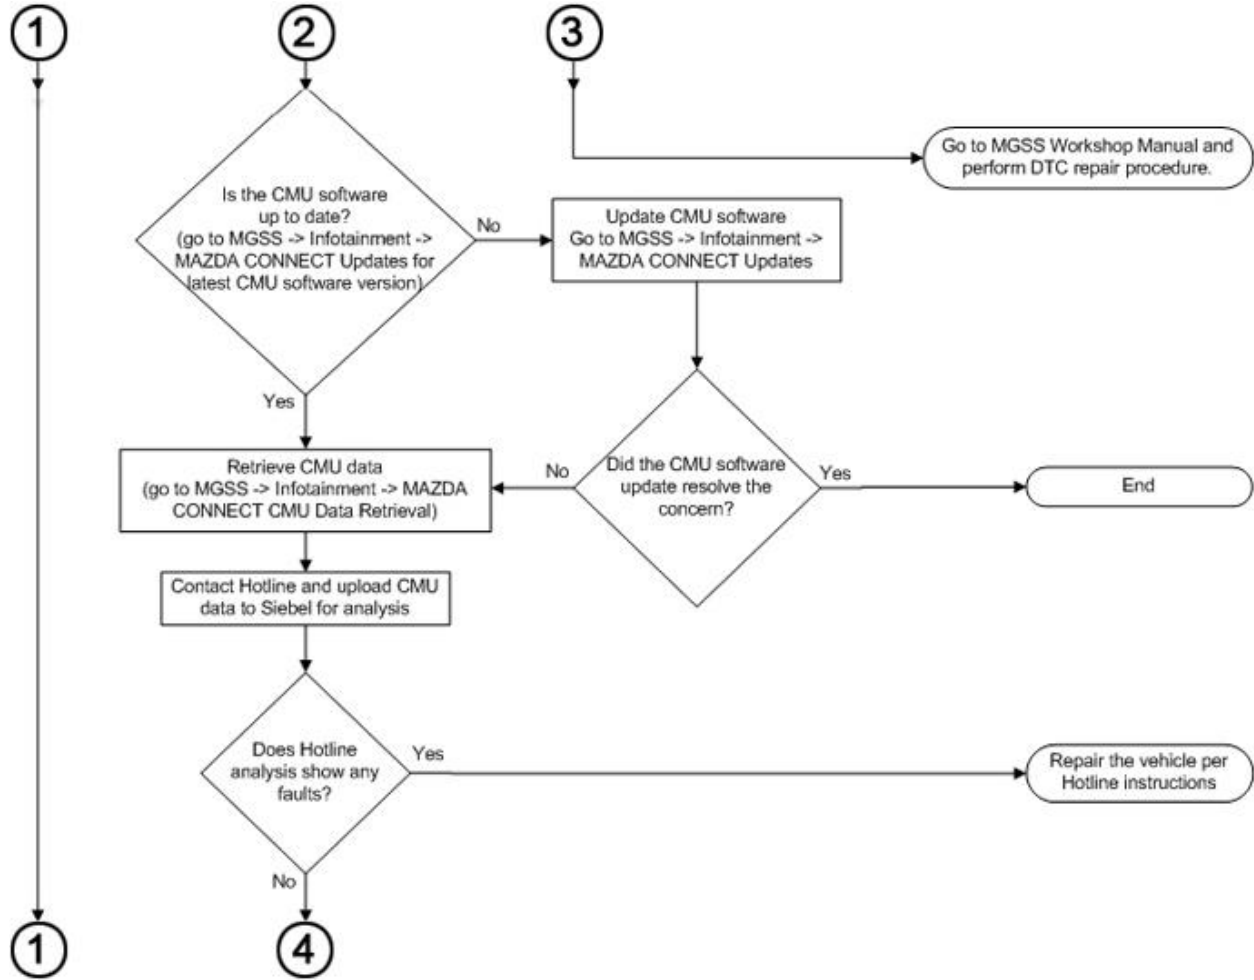 1
2
3
Go to MGSS Workshop Manual and
perform DTC repair procedure.
Is the CMU software
up to date?
(go to MGSS -> Infotainment ->
MAZDA CONNECT Updates for
latest CMU software version)
No
Update CMU software
Go to MGSS -> Infotainment ->
MAZDA CONNECT Updates
Yes
Retrieve CMU data
(go to MGSS -> Infotainment -> MAZDA
CONNECT CMU Data Retrieval)
No
Did the CMU software
update resolve the
concern?
Yes
End
Contact Hotline and upload CMU
data to Siebel for analysis
Does Hotline
analysis show any
faults?
Yes
Repair the vehicle per
Hotline instructions
No
1
4